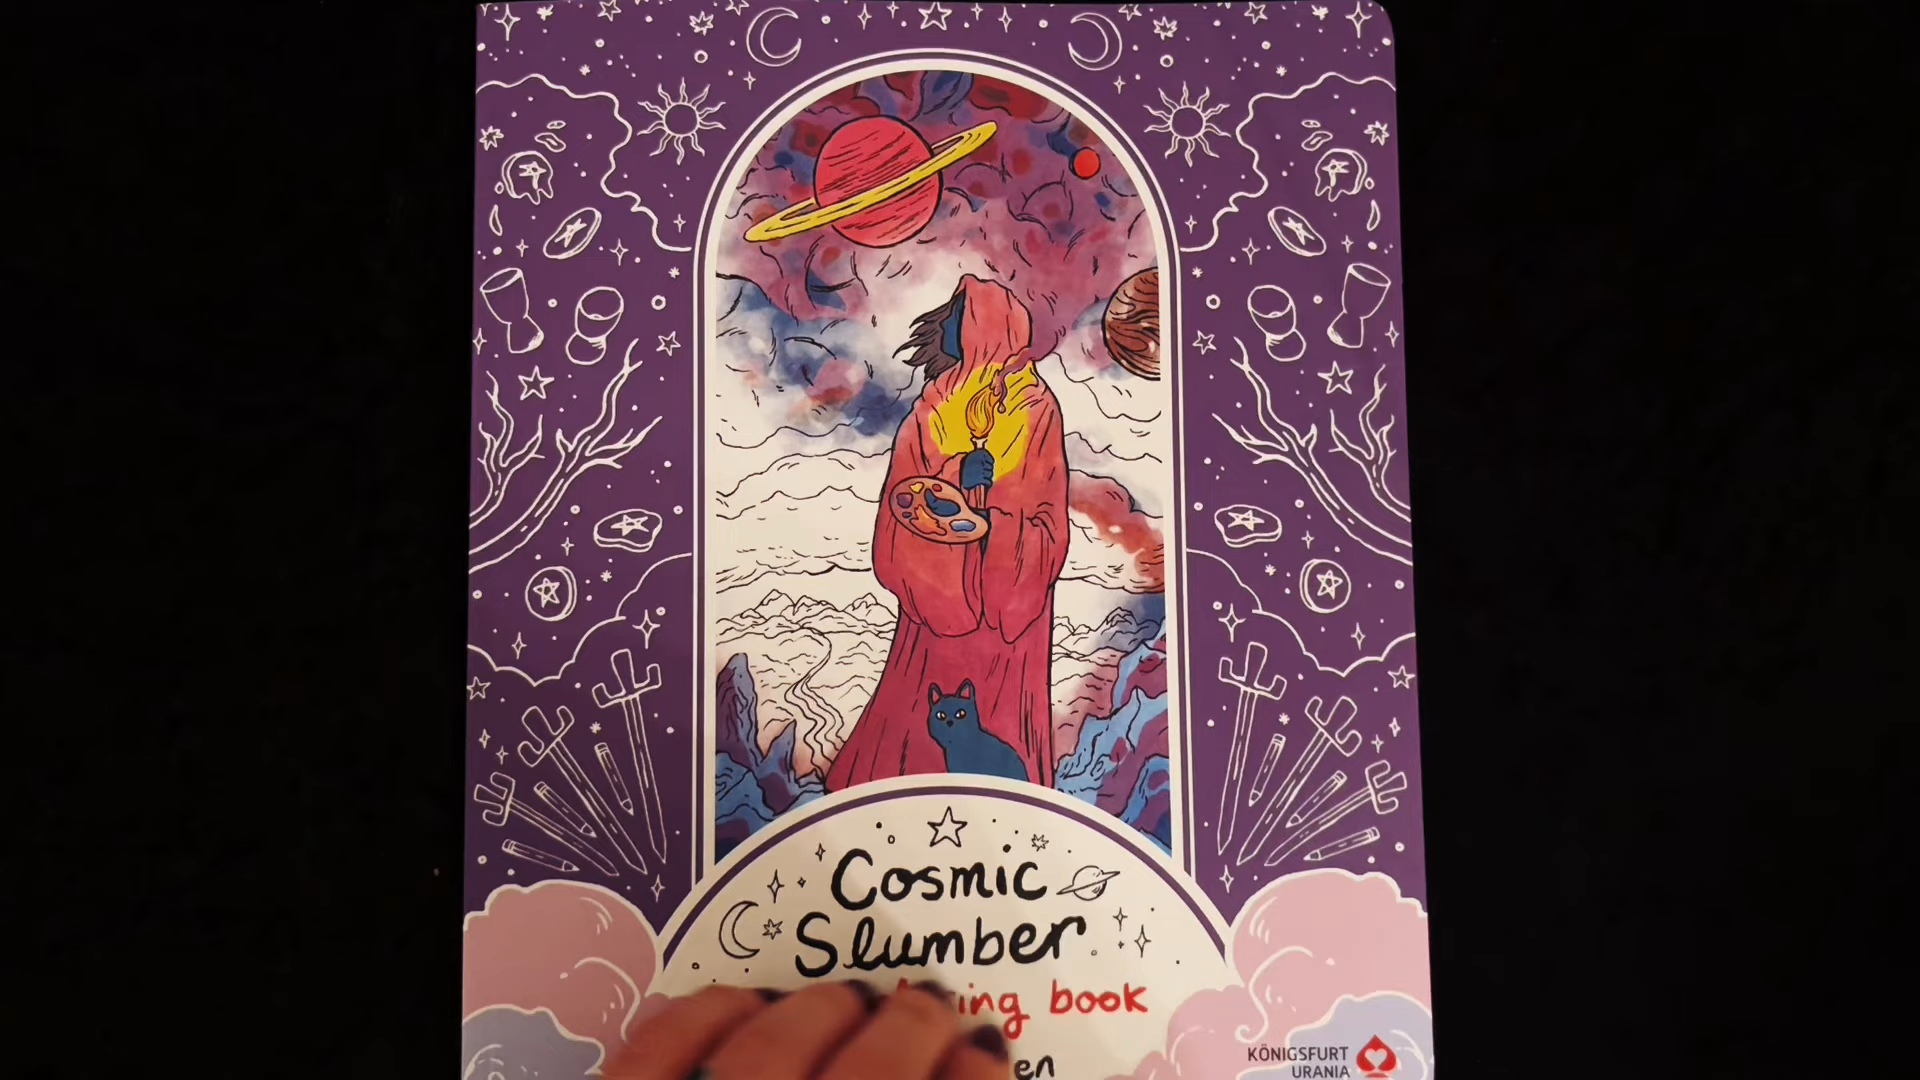 Cosmic
Slumber
book
KÖNIGSFURT
URANIA